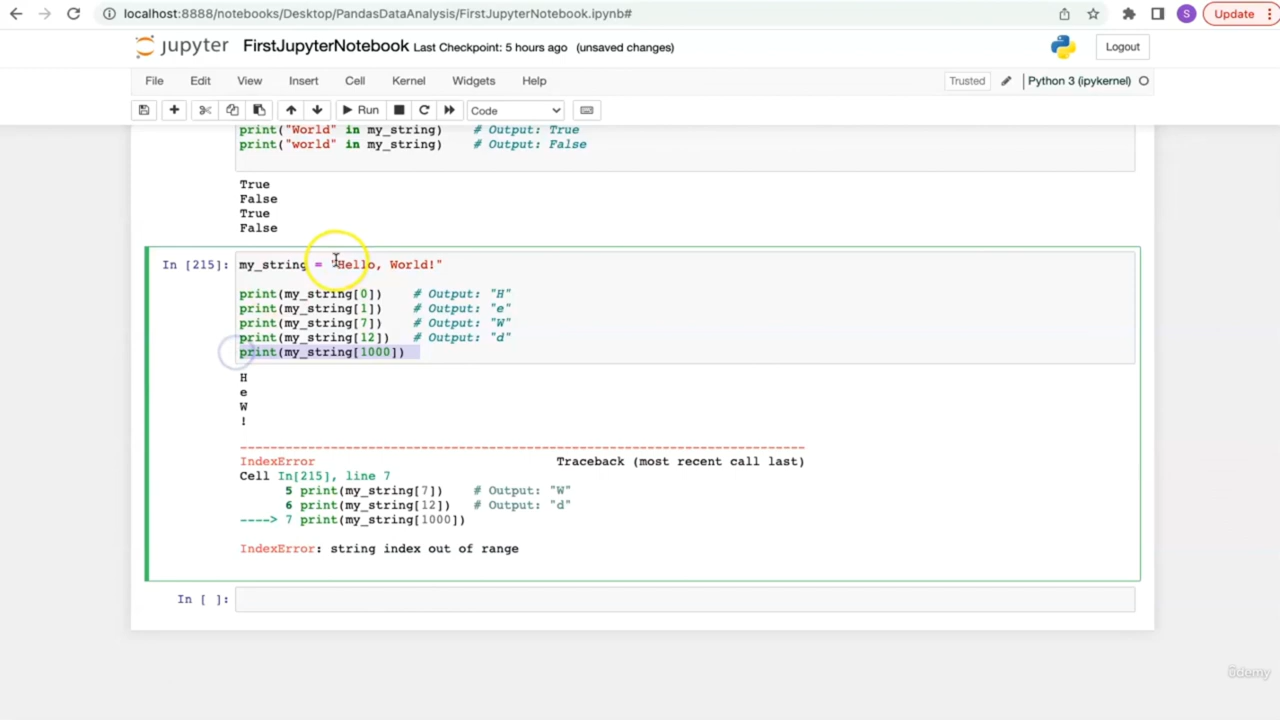 localhost:8888/notebooks/Desktop/PandasDataAnalysis/FirstJupyterNotebook.ipynb#
S
Update
jupyter FirstJupyterNotebook Last Checkpoint: 5 hours ago (unsaved changes)
Logout
File Edit View Insert Cell Kernel Widgets Help
Trusted
Python 3 (ipykernel)
Run
Code
print("World" in my_string) # Output: True
print("world" in my_string) # Output: False
True
False
True
False
In [215]: my_string = "Hello, World!"
print(my_string[0]) # Output: "H"
print(my_string[1]) # Output: "e"
print(my_string[7]) # Output: "W"
print(my_string[12]) # Output: "d"
print(my_string[1000])
H
e
W
!
---------------------------------------------------------------------------
IndexError Traceback (most recent call last)
Cell In[215], line 7
5 print(my_string[7]) # Output: "W"
6 print(my_string[12]) # Output: "d"
----> 7 print(my_string[1000])
IndexError: string index out of range
In [ ]:
ûdemy